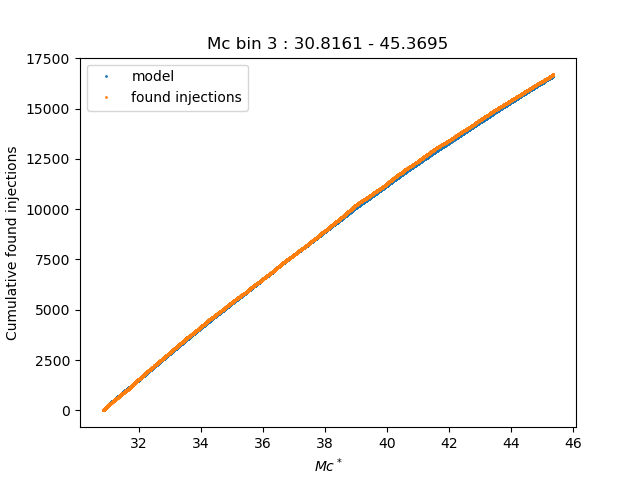 Mc bin 3 : 30.8161 - 45.3695
model
found injections
17500
15000
12500
10000
7500
5000
2500
0
Cumulative found injections
32 34 36 38 40 42 44 46
Mc*